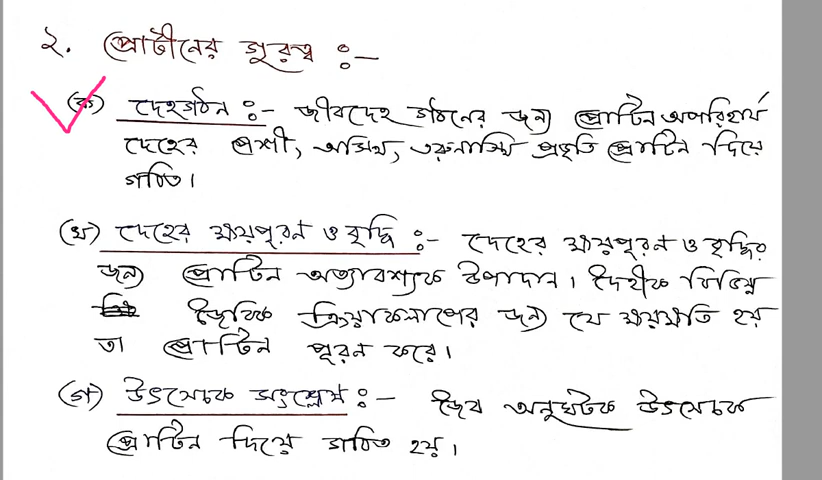 ২. প্রোটীনের গুরত্ব :-
(ক) দেহগঠন :- জীবদেহ গঠনের জন্য প্রোটিন অপরিহার্য
দেহের পেশী, অস্থি, তরুনাস্থি প্রভৃতি প্রোটিন দিয়ে
গঠিত।
(খ) দেহের ক্ষয়পূরন ও বৃদ্ধি :- দেহের ক্ষয়পূরন ও বৃদ্ধির
জন্য প্রোটিন অত্যাবশ্যক উপাদান। দৈহীক বিভিন্ন
জৈবিক ক্রিয়াকলাপের জন্য যে ক্ষয়ক্ষতি হয়
তা প্রোটিন পূরন করে।
(গ) উৎসেচক সংশ্লেষ :- জৈব অনুঘটক উৎসেচক
প্রোটিন দিয়ে গঠিত হয়।